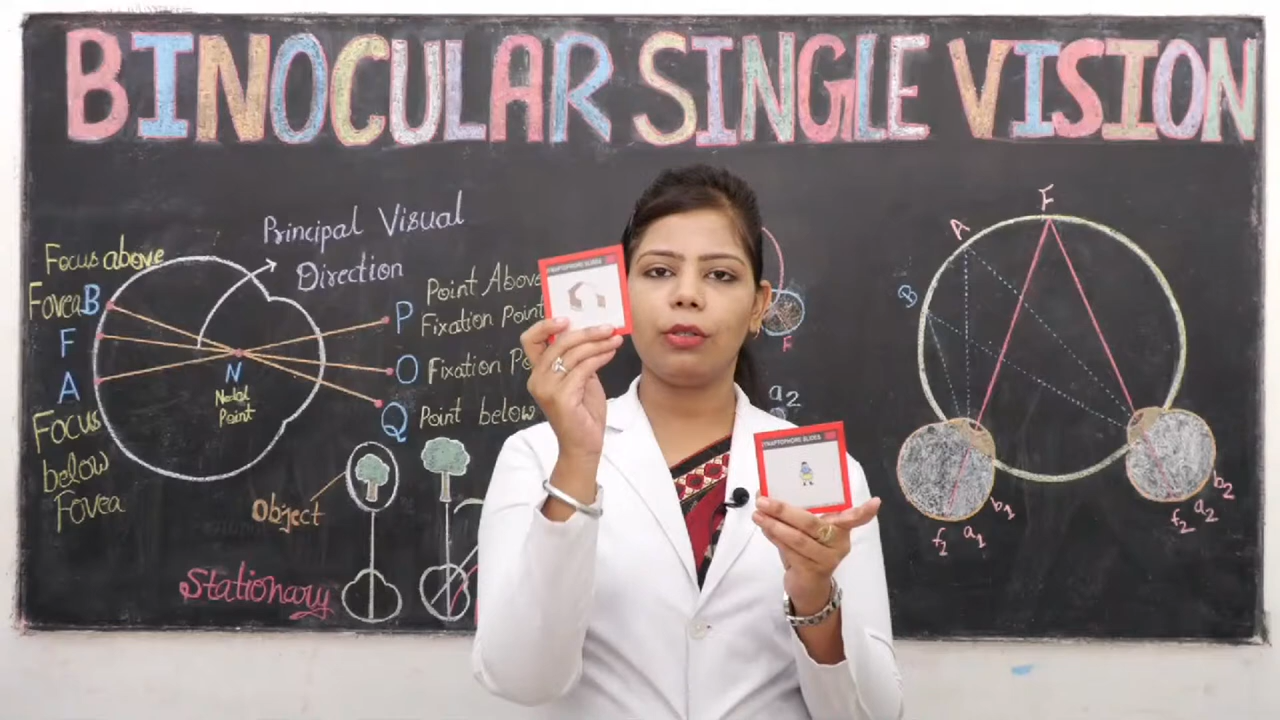 BINOCULAR SINGLE VISION
Principal Visual
Direction
Focus above
Fovea B
F
A
Focus
below
Fovea
N
Nodal
Point
P
O
Q
Point Above
Fixation Point
Fixation Po
Point below
Object
Stationary
SYNAPTOPHORE SLIDES
SYNAPTOPHORE SLIDES
F
a2
F
A
B
f2 a1 b1
f2 a2 b2